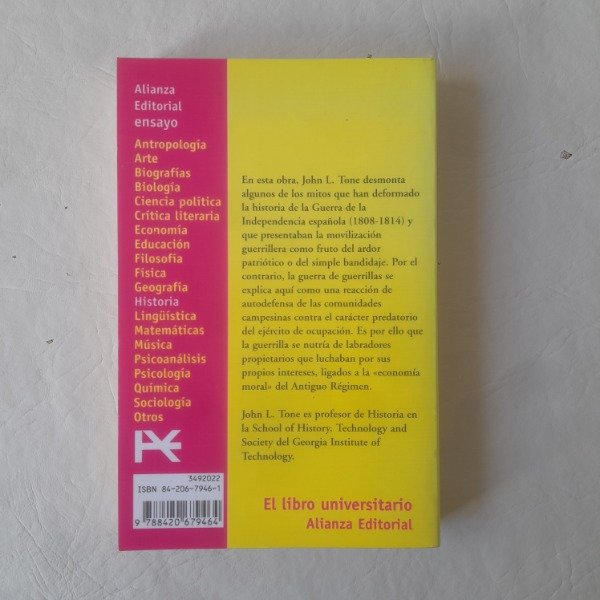 Alianza
Editorial
ensayo
Antropología
Arte
Biografías
Biología
Ciencia política
Crítica literaria
Economía
Educación
Filosofía
Física
Geografía
Historia
Lingüística
Matemáticas
Música
Psicoanálisis
Psicología
Química
Sociología
Otros
3492022
ISBN 84-206-7946-1
9 788420 679464
En esta obra, John L. Tone desmonta
algunos de los mitos que han deformado
la historia de la Guerra de la
Independencia española (1808-1814) y
que presentaban la movilización
guerrillera como fruto del ardor
patriótico o del simple bandidaje. Por el
contrario, la guerra de guerrillas se
explica aquí como una reacción de
autodefensa de las comunidades
campesinas contra el carácter predatorio
del ejército de ocupación. Es por ello que
la guerrilla se nutría de labradores
propietarios que luchaban por sus
propios intereses, ligados a la «economía
moral» del Antiguo Régimen.
John L. Tone es profesor de Historia en
la School of History, Technology and
Society del Georgia Institute of
Technology.
El libro universitario
Alianza Editorial